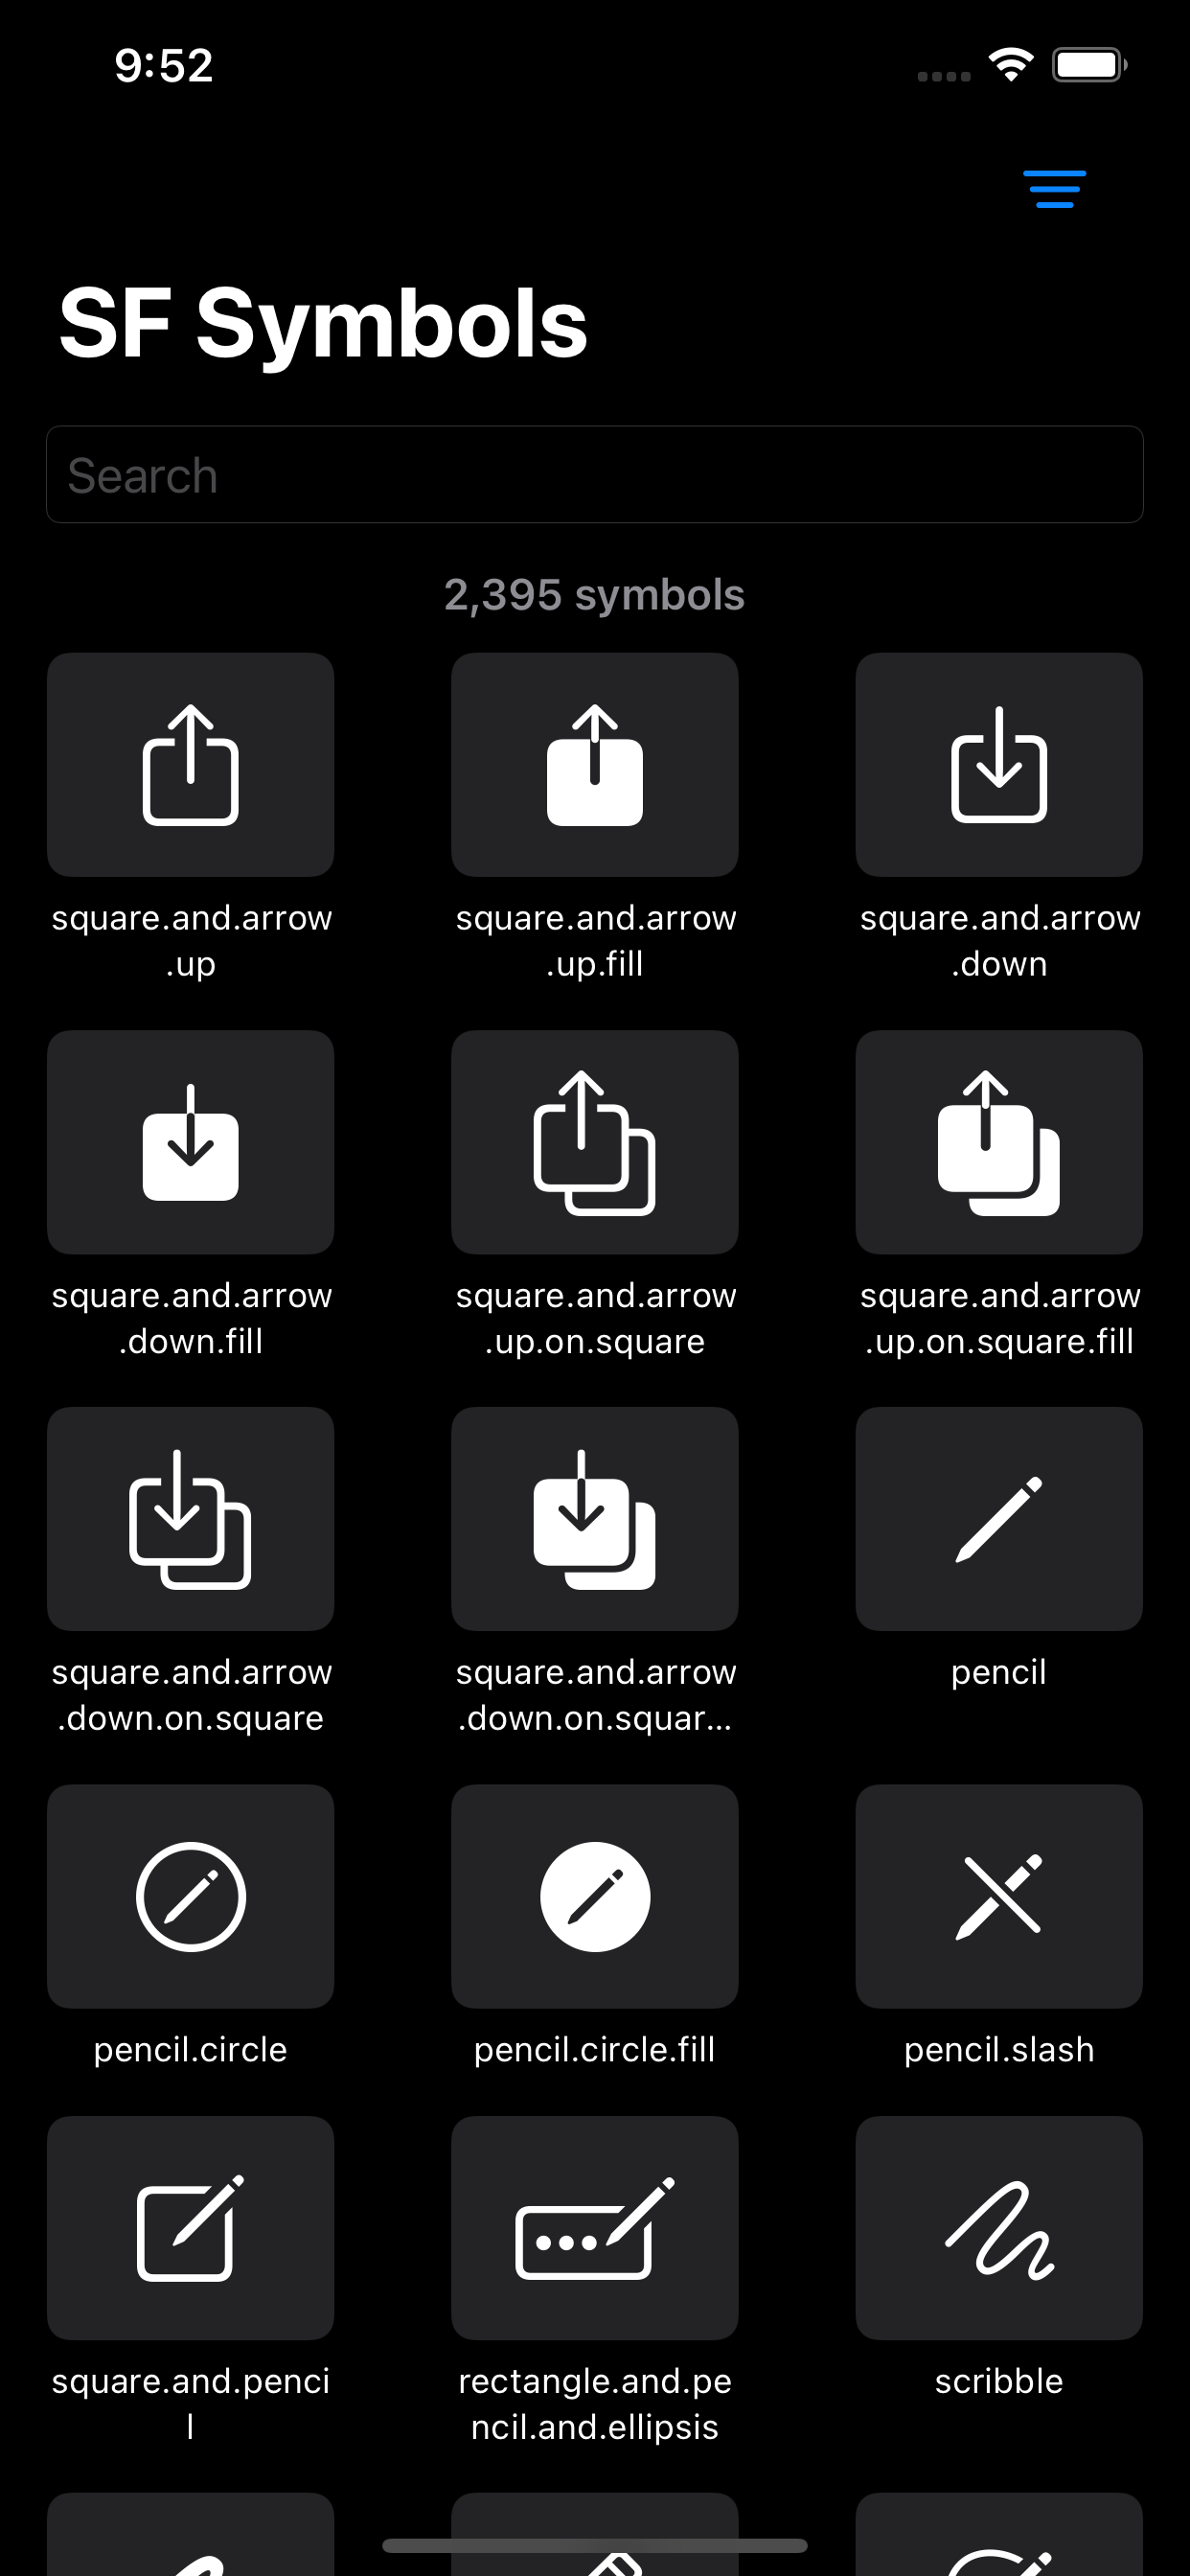 9:52
SF Symbols
Search
2,395 symbols
square.and.arrow
.up
square.and.arrow
.up.fill
square.and.arrow
.down
square.and.arrow
.down.fill
square.and.arrow
.up.on.square
square.and.arrow
.up.on.square.fill
square.and.arrow
.down.on.square
square.and.arrow
.down.on.squar...
pencil
pencil.circle
pencil.circle.fill
pencil.slash
square.and.penci
l
rectangle.and.pe
ncil.and.ellipsis
scribble